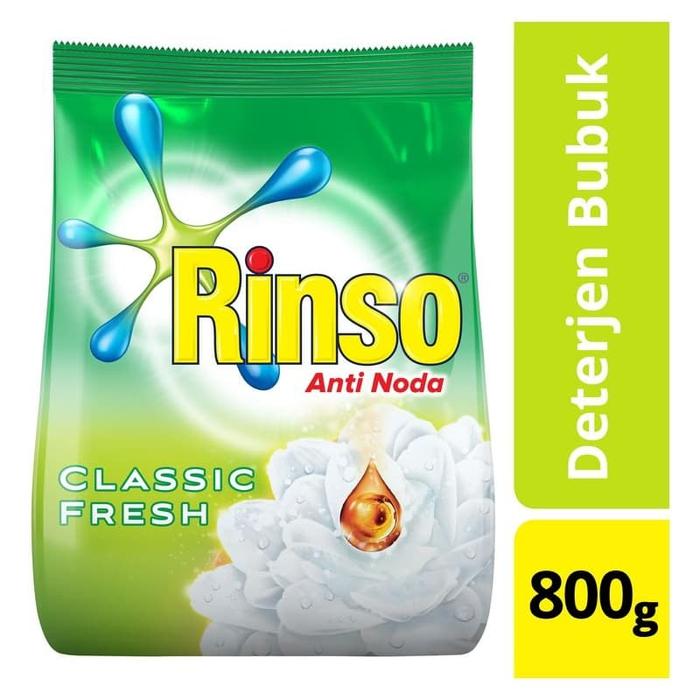 Rinso®
Anti Noda
CLASSIC
FRESH
Deterjen Bubuk
800g